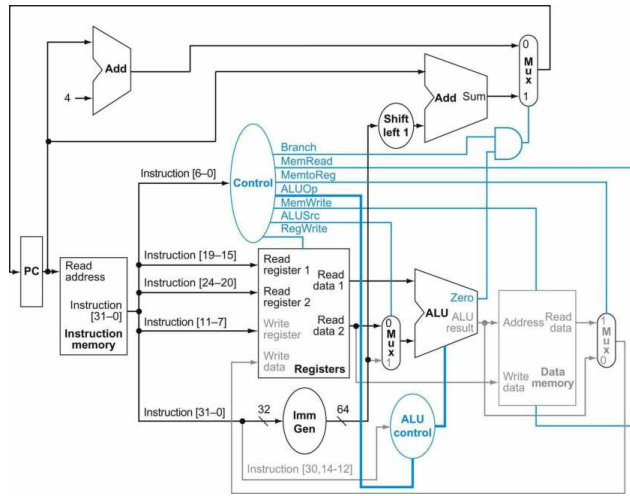 Add
4
0
Mux
1
Add Sum
Shift left 1
Branch
MemRead
MemtoReg
ALUOp
MemWrite
ALUSrc
RegWrite
Control
Instruction [6–0]
PC
Read address
Instruction [31–0]
Instruction memory
Instruction [19–15]
Instruction [24–20]
Instruction [11–7]
Instruction [31–0]
Read register 1
Read register 2
Write register
Write data
Read data 1
Read data 2
Registers
0
Mux
1
Zero
ALU
ALU result
Address
Read data
Write data
Data memory
1
Mux
0
32
Imm Gen
64
ALU control
Instruction [30,14-12]